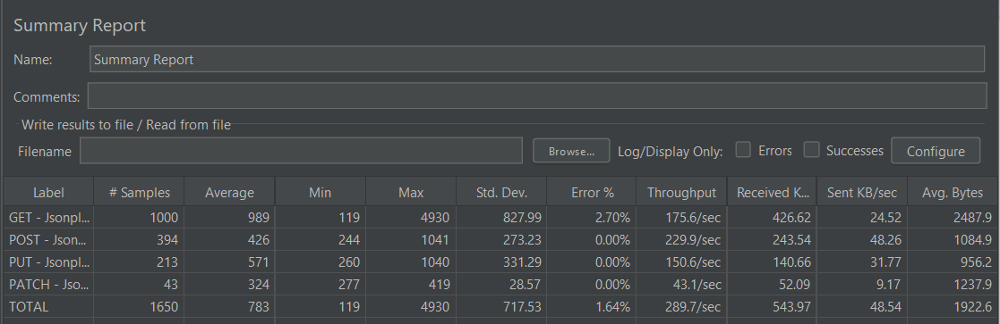 Summary Report
Name: Summary Report
Comments:
Write results to file / Read from file
Filename Browse... Log/Display Only: Errors Successes Configure
Label # Samples Average Min Max Std. Dev. Error % Throughput Received K... Sent KB/sec Avg. Bytes
GET - Jsonpl... 1000 989 119 4930 827.99 2.70% 175.6/sec 426.62 24.52 2487.9
POST - Json... 394 426 244 1041 273.23 0.00% 229.9/sec 243.54 48.26 1084.9
PUT - Jsonpl... 213 571 260 1040 331.29 0.00% 150.6/sec 140.66 31.77 956.2
PATCH - Jso... 43 324 277 419 28.57 0.00% 43.1/sec 52.09 9.17 1237.9
TOTAL 1650 783 119 4930 717.53 1.64% 289.7/sec 543.97 48.54 1922.6